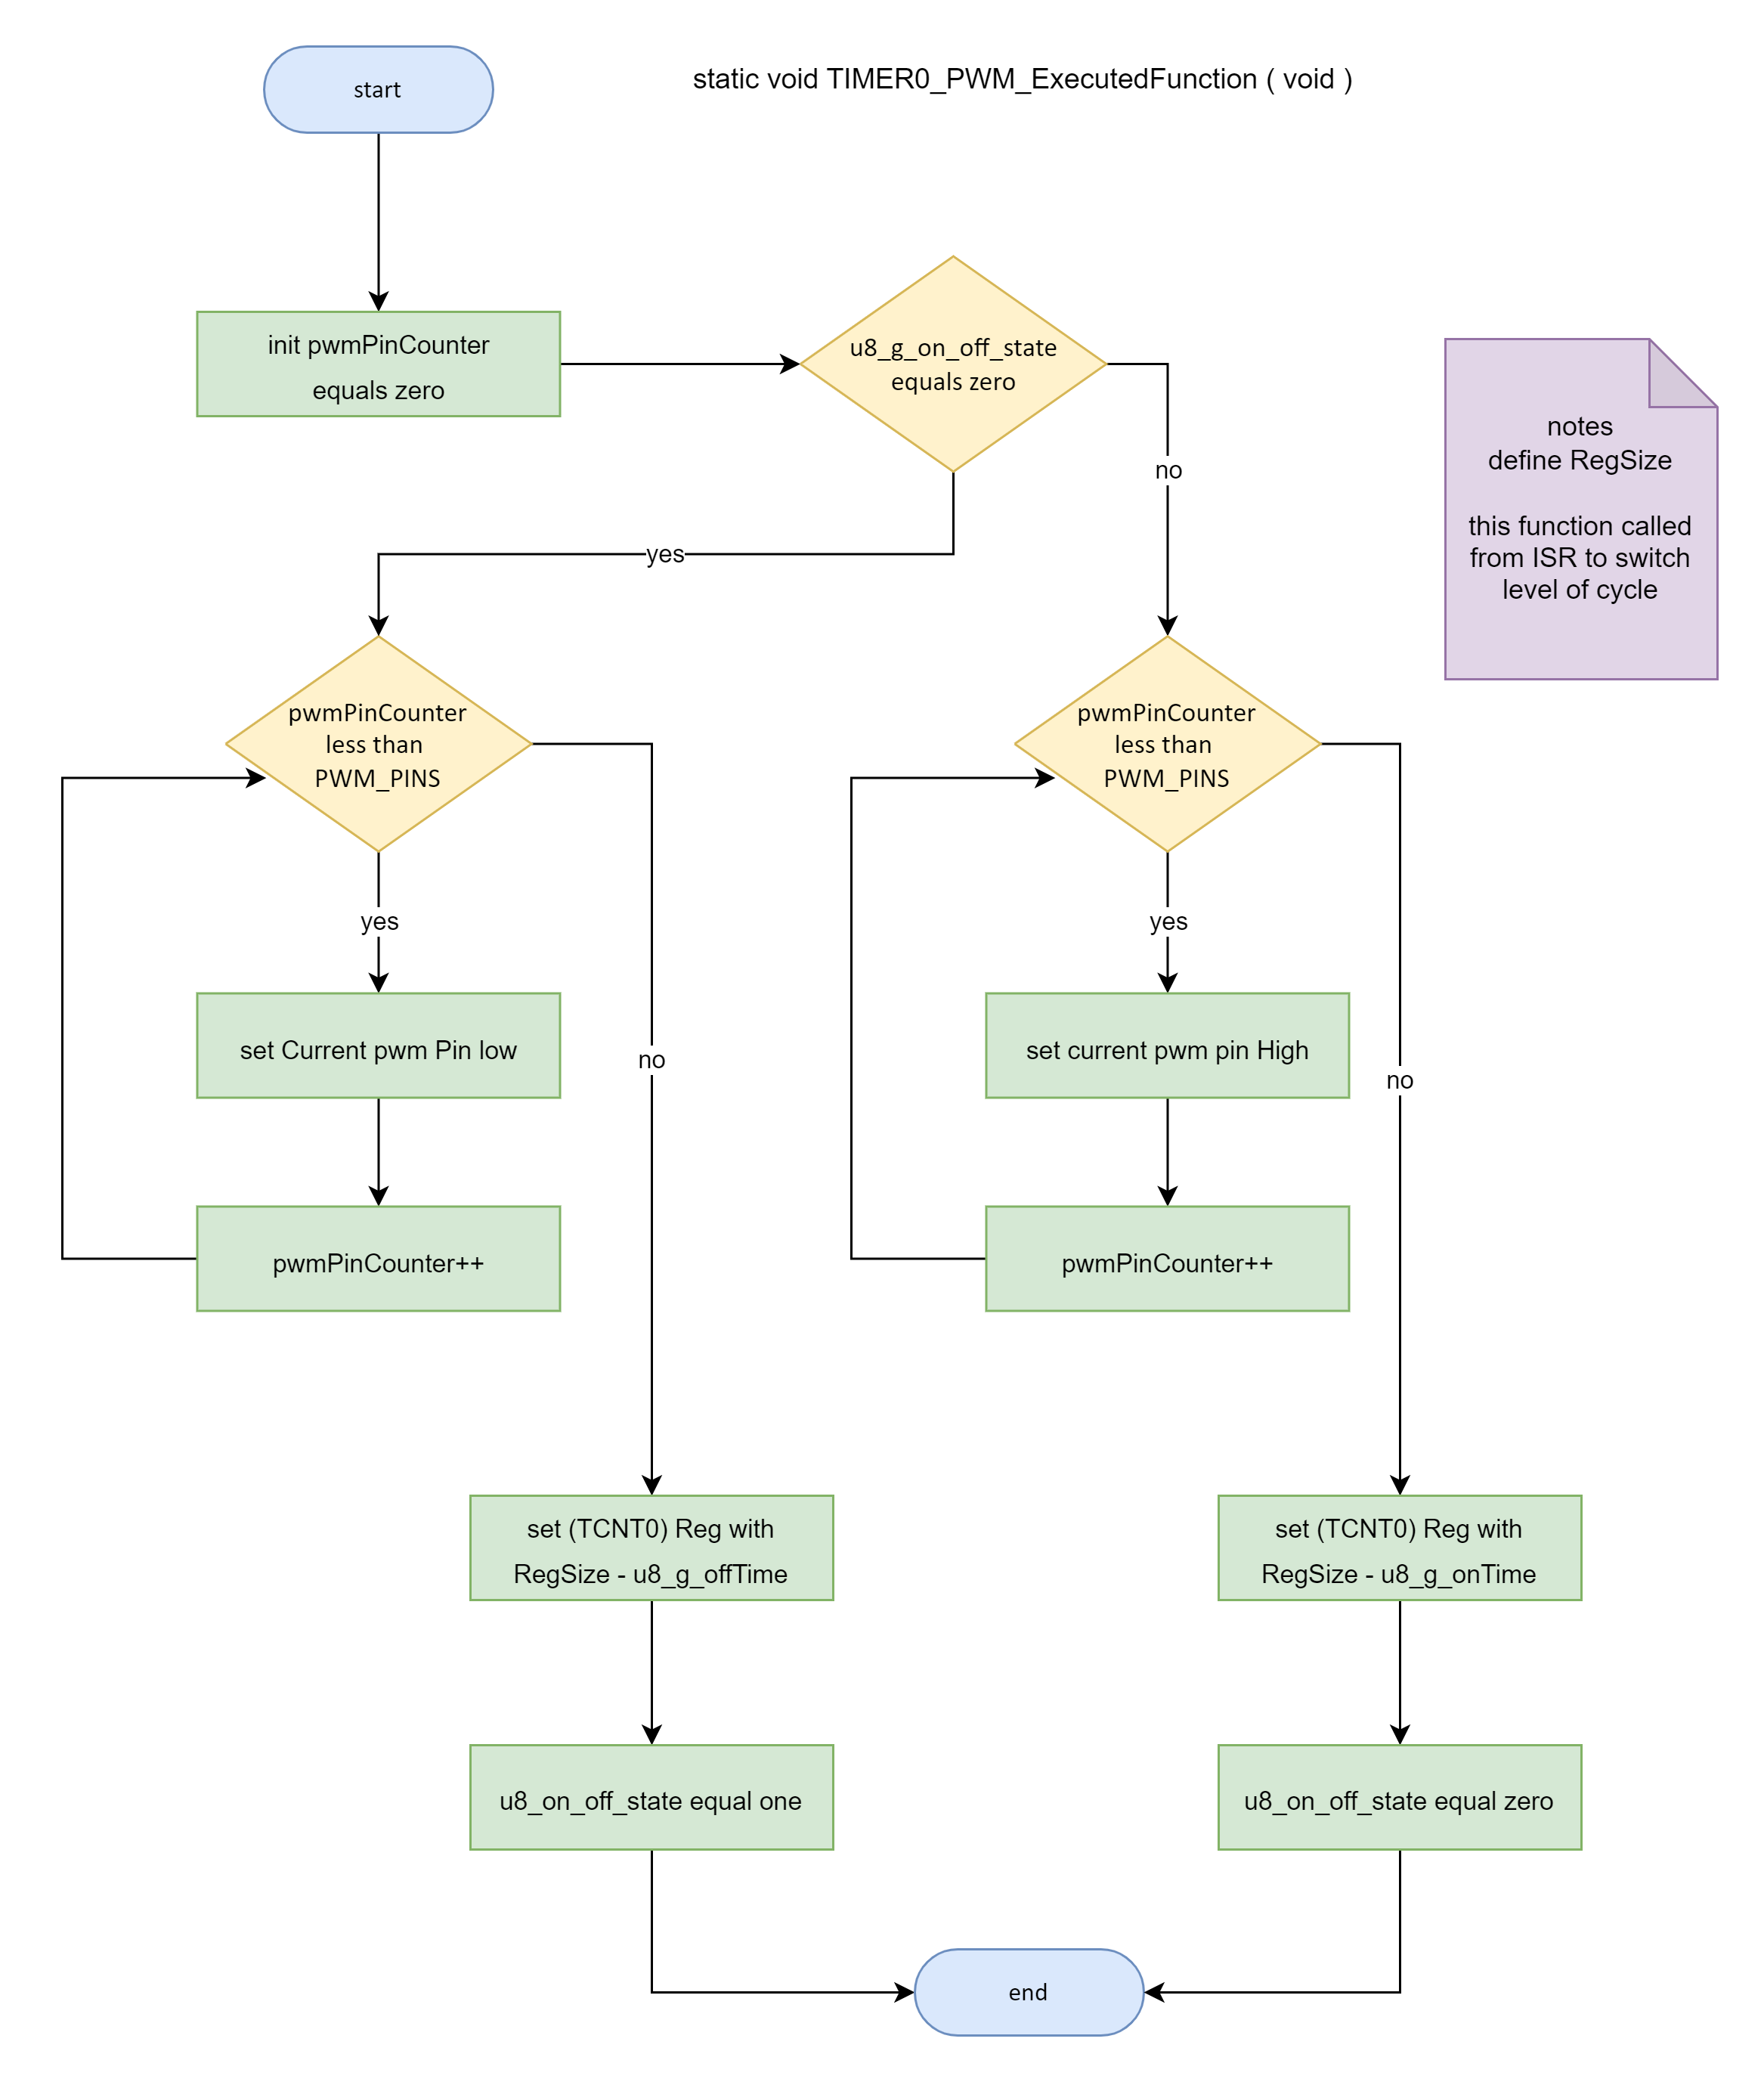 start
static void TIMER0_PWM_ExecutedFunction ( void )
init pwmPinCounter
equals zero
u8_g_on_off_state
equals zero
no
notes
define RegSize
this function called
from ISR to switch
level of cycle
yes
pwmPinCounter
less than
PWM_PINS
pwmPinCounter
less than
PWM_PINS
yes
yes
set Current pwm Pin low
no
set current pwm pin High
no
pwmPinCounter++
pwmPinCounter++
set (TCNT0) Reg with
RegSize - u8_g_offTime
set (TCNT0) Reg with
RegSize - u8_g_onTime
u8_on_off_state equal one
u8_on_off_state equal zero
end